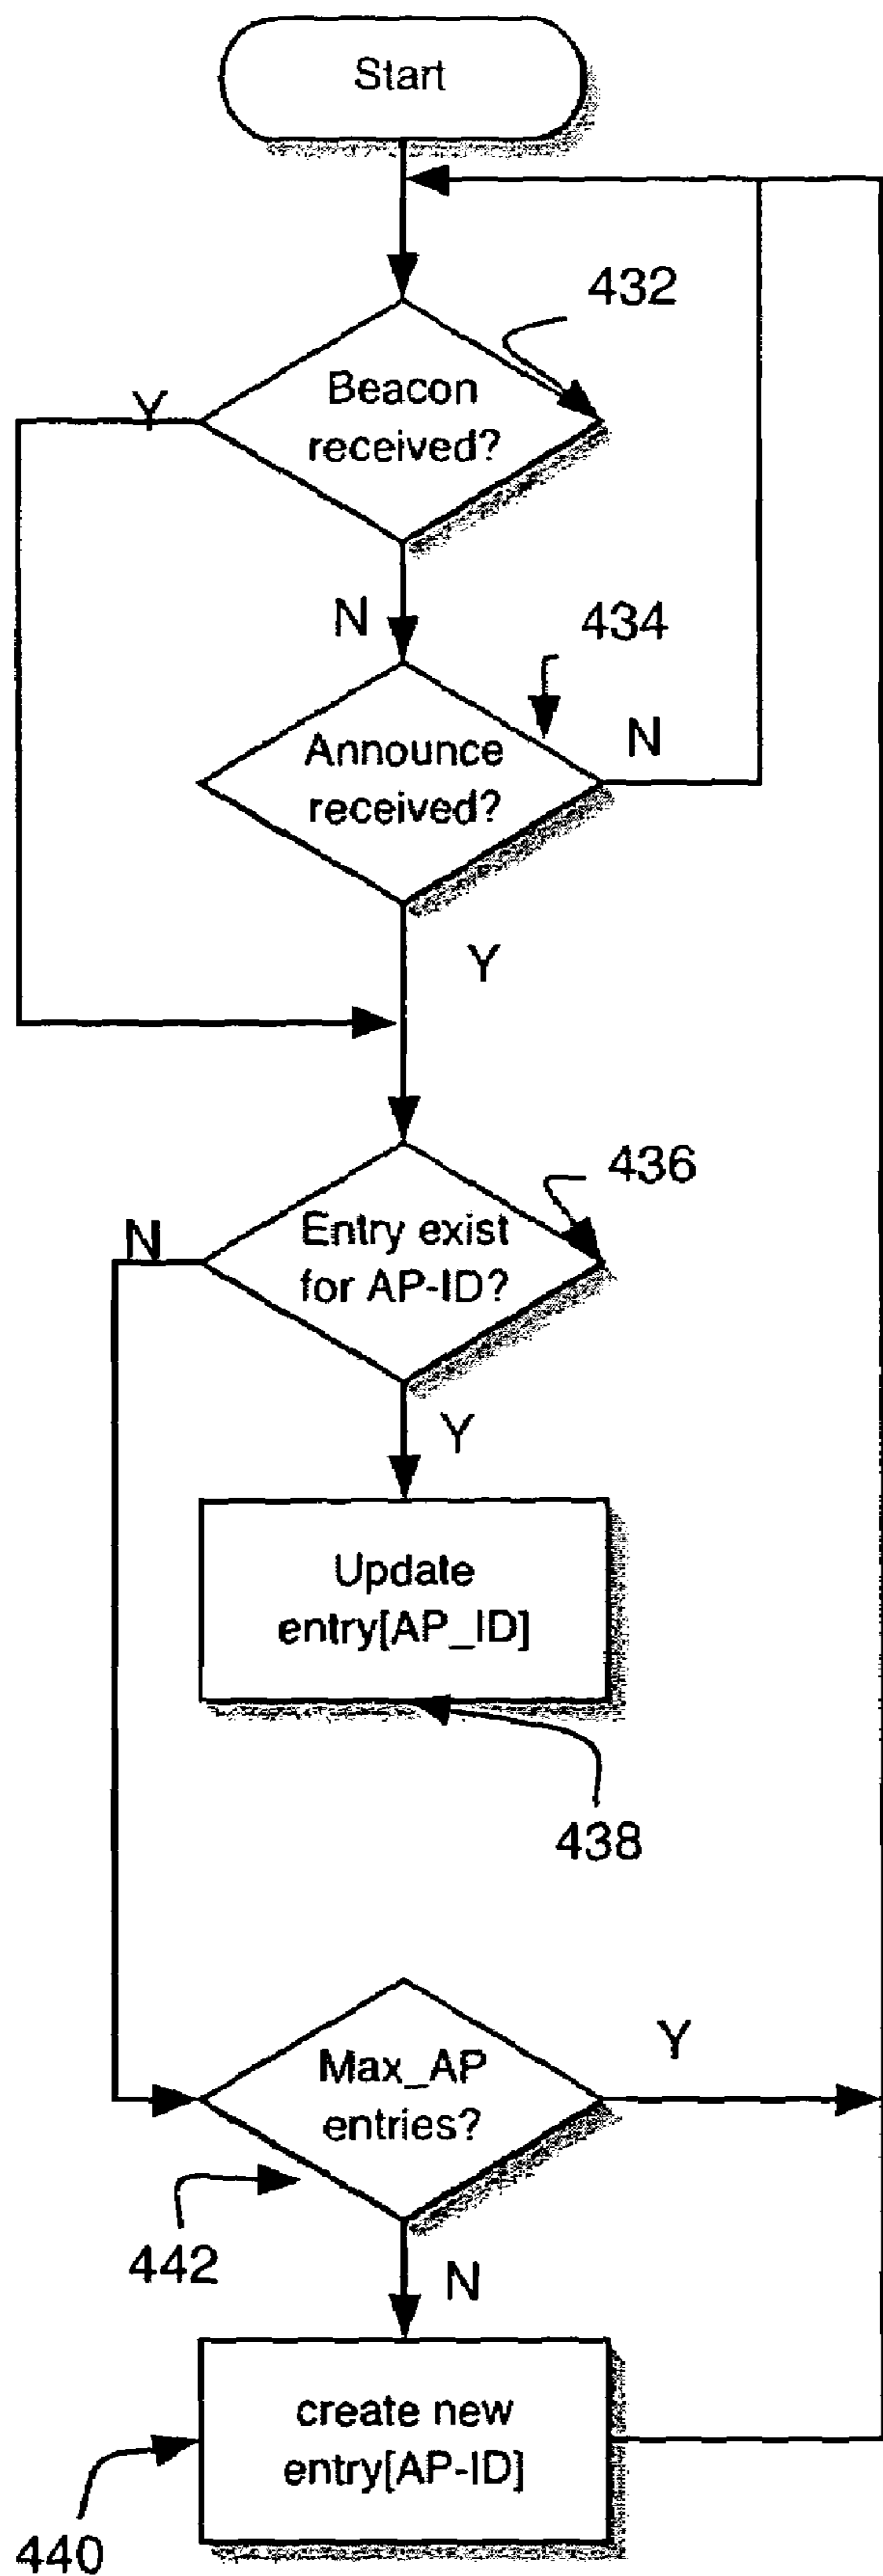 Start
432
Y
Beacon
received?
N
434
Announce
received?
N
Y
436
N
Entry exist
for AP-ID?
Y
Update
entry[AP_ID]
438
Max_AP
entries?
Y
442
N
create new
entry[AP-ID]
440